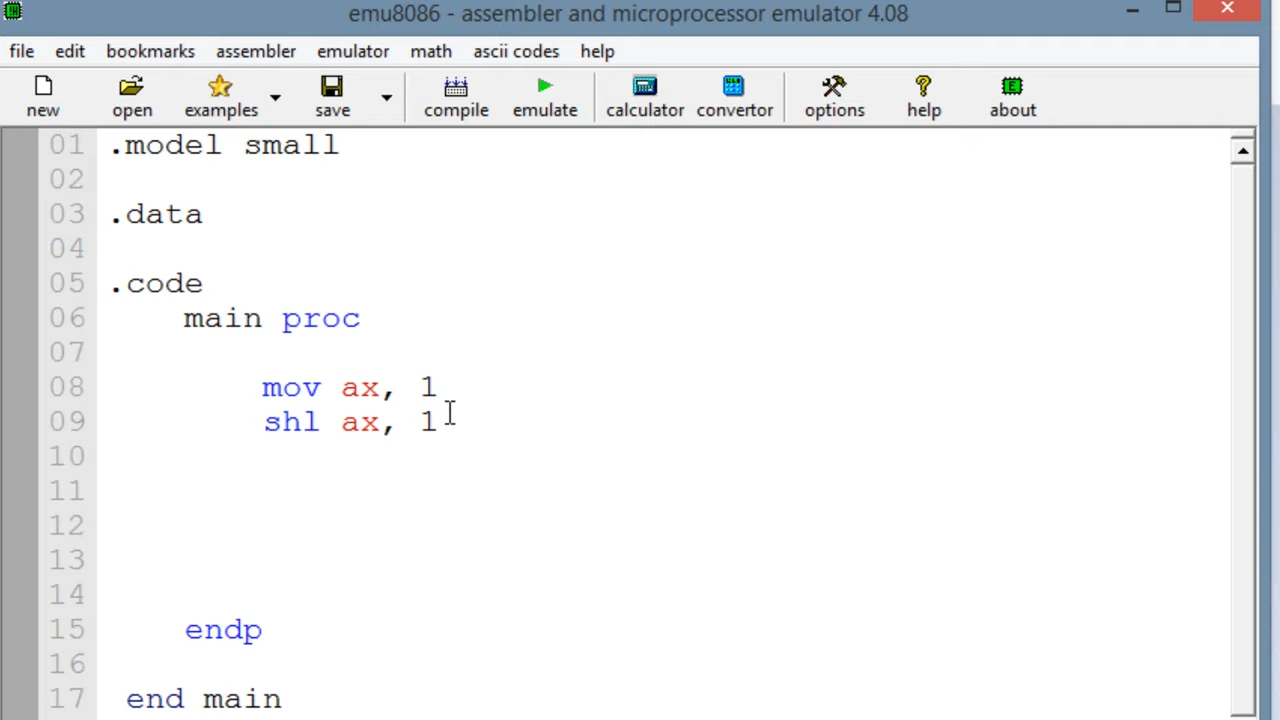 emu8086 - assembler and microprocessor emulator 4.08
file edit bookmarks assembler emulator math ascii codes help
new open examples save compile emulate calculator convertor options help about
01 .model small
02
03 .data
04
05 .code
06 main proc
07
08 mov ax, 1
09 shl ax, 1
10
11
12
13
14
15 endp
16
17 end main